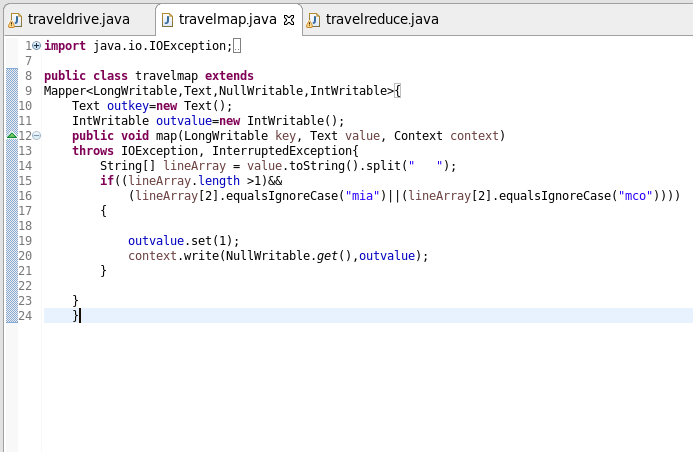 traveldrive.java travelmap.java travelreduce.java
1 import java.io.IOException;
7
8 public class travelmap extends
9 Mapper<LongWritable,Text,NullWritable,IntWritable>{
10 Text outkey=new Text();
11 IntWritable outvalue=new IntWritable();
12 public void map(LongWritable key, Text value, Context context)
13 throws IOException, InterruptedException{
14 String[] lineArray = value.toString().split("   ");
15 if((lineArray.length >1)&&
16 (lineArray[2].equalsIgnoreCase("mia")||(lineArray[2].equalsIgnoreCase("mco"))))
17 {
18
19 outvalue.set(1);
20 context.write(NullWritable.get(),outvalue);
21 }
22
23 }
24 }